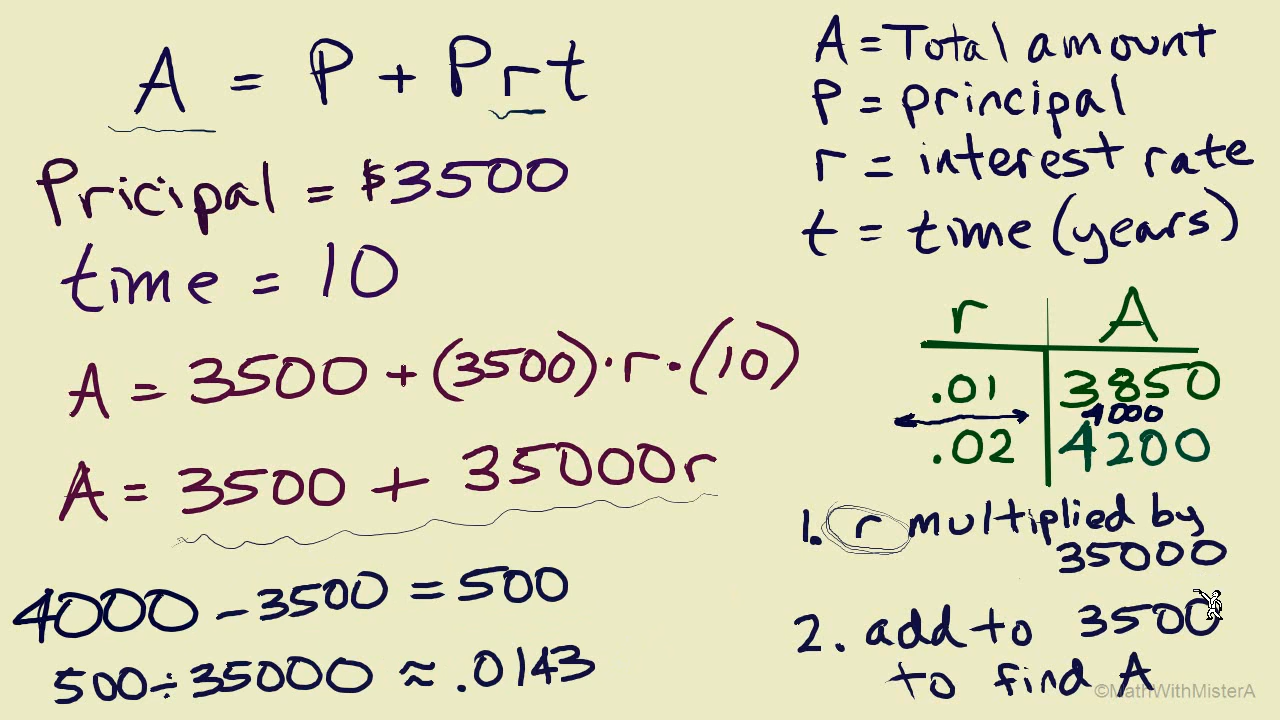 A = P + Prt
Pricipal = $3500
time = 10
A = 3500 + (3500) · r · (10)
A = 3500 + 35000r
4000 - 3500 = 500
500 ÷ 35000 ≈ .0143
A = Total amount
P = principal
r = interest rate
t = time (years)
r A
.01 3850
4000
.02 4200
1. r multiplied by
35000
2. add to 3500
to find A
©MathWithMisterA